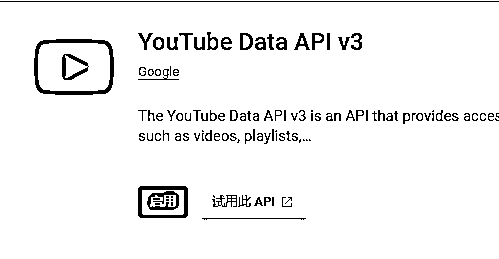 YouTube Data API v3
Google
The YouTube Data API v3 is an API that provides acces
such as videos, playlists,...
启用
试用此 API